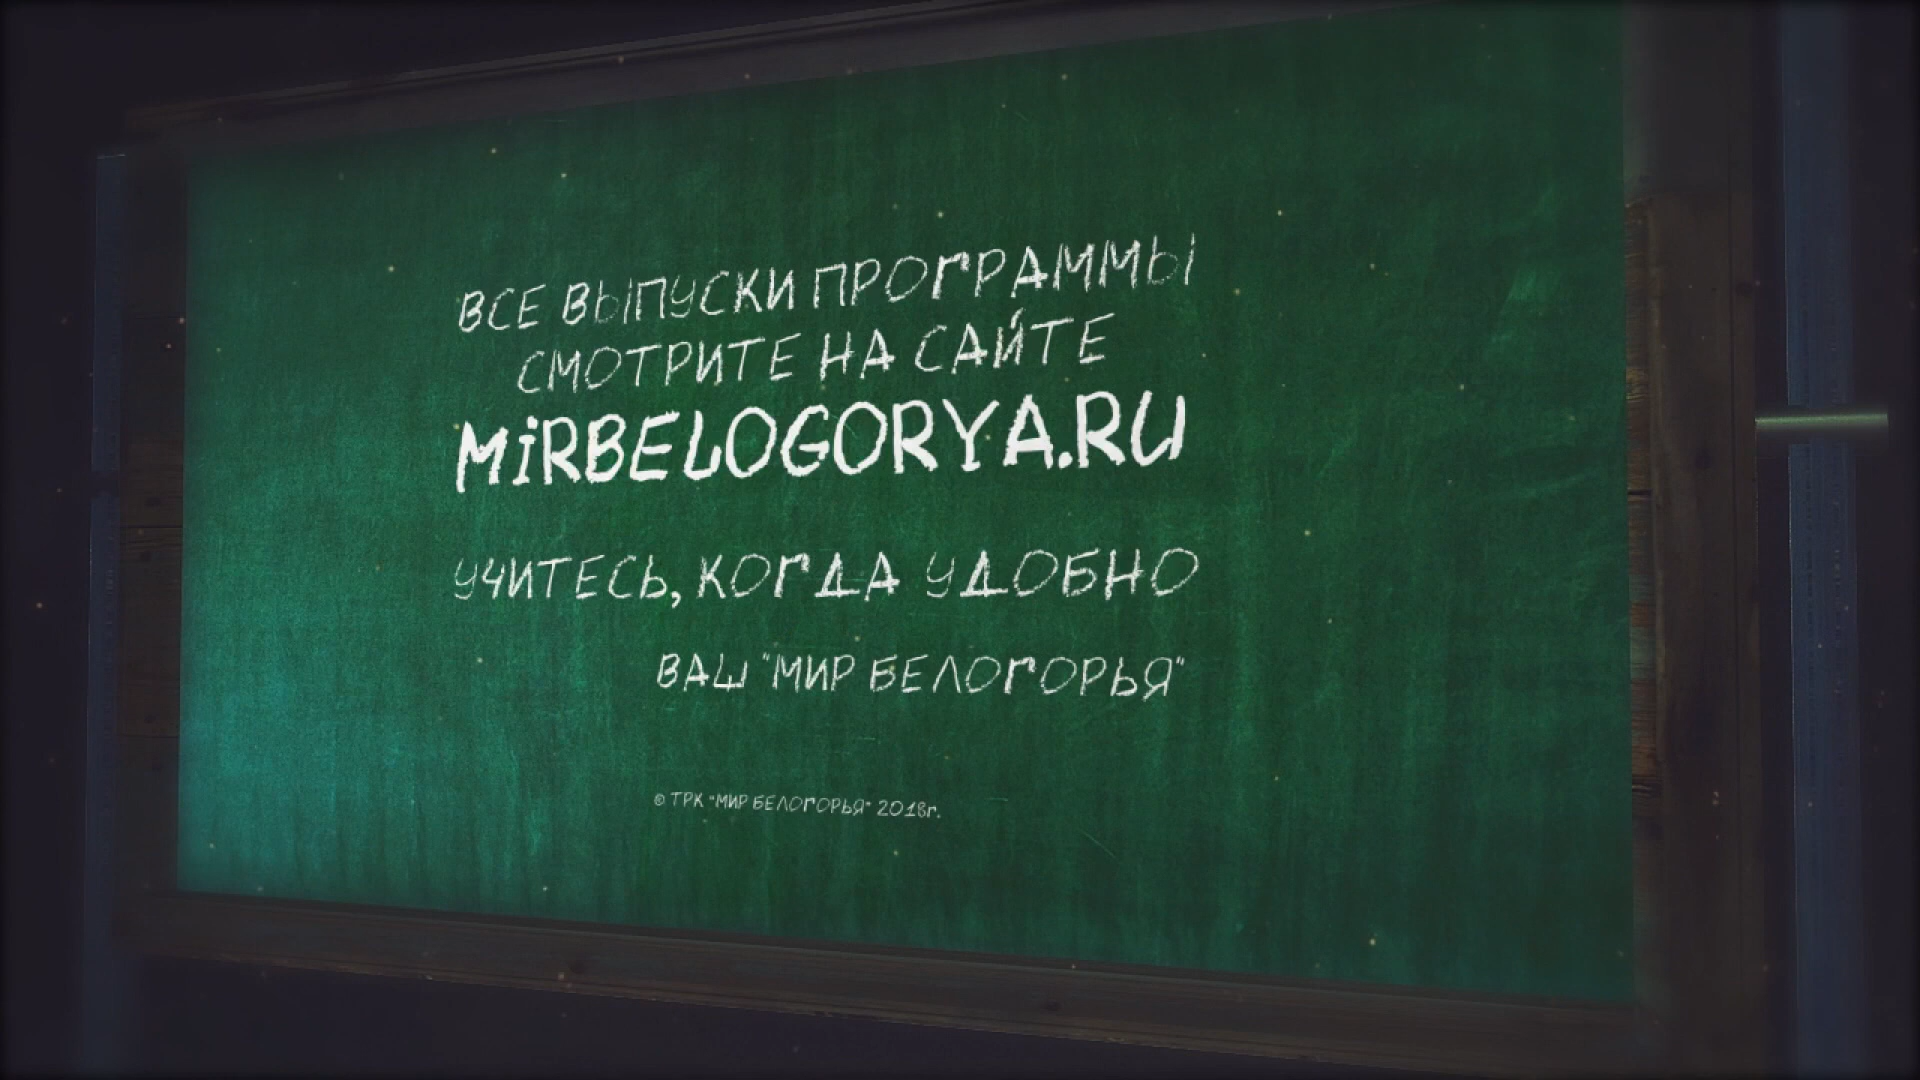 ВСЕ ВЫПУСКИ ПРОГРАММЫ
СМОТРИТЕ НА САЙТЕ
MiRBELOGORYA.RU
УЧИТЕСЬ, КОГДА УДОБНО
ВАШ "МИР БЕЛОГОРЬЯ"
© ТРК "МИР БЕЛОГОРЬЯ" 2018г.